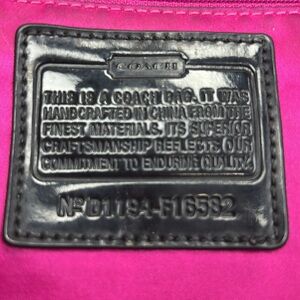 COACH
THIS IS A COACH BAG. IT WAS
HANDCRAFTED IN CHINA FROM THE
FINEST MATERIALS. ITS SUPERIOR
CRAFTSMANSHIP REFLECTS OUR
COMMITMENT TO ENDURING QUALITY.
Nº D1194-F16532